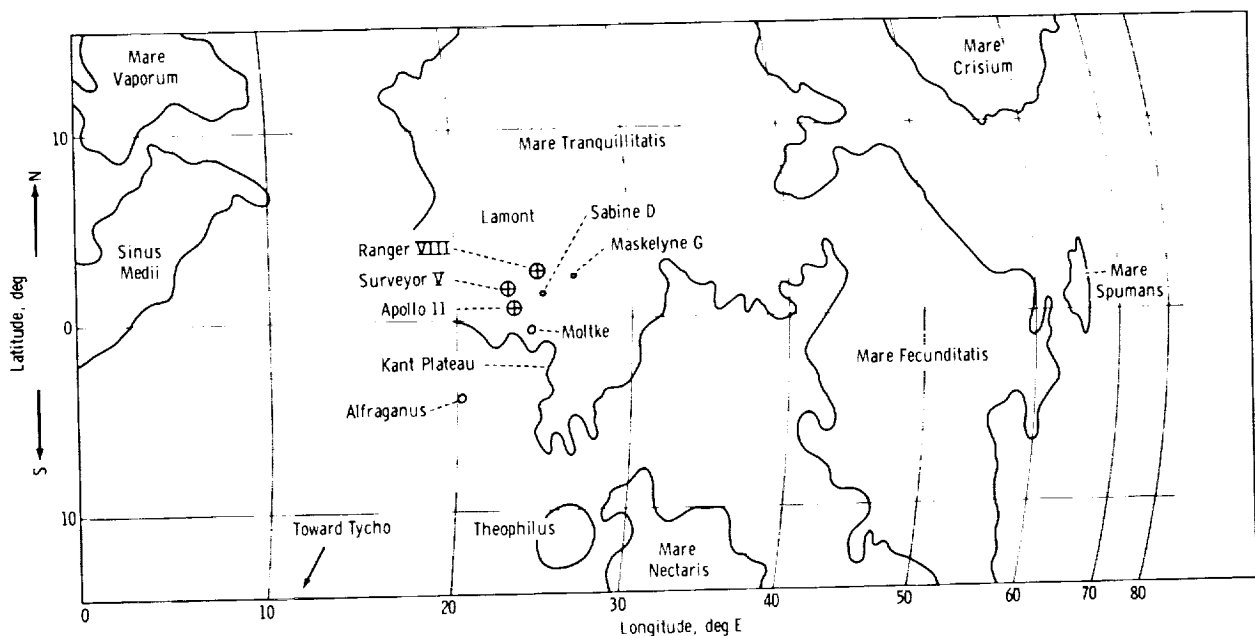 Mare
Vaporum
Mare
Crisium
10
Mare Tranquillitatis
N
Lamont
Sabine D
Ranger VIII
Maskelyne G
Sinus
Medii
Surveyor V
Mare
Spumans
Apollo 11
Latitude, deg
0
Moltke
Mare Fecunditatis
Kant Plateau
Alfraganus
S
10
Toward Tycho
Theophilus
Mare
Nectaris
0
10
20
30
40
50
60
70
80
Longitude, deg E